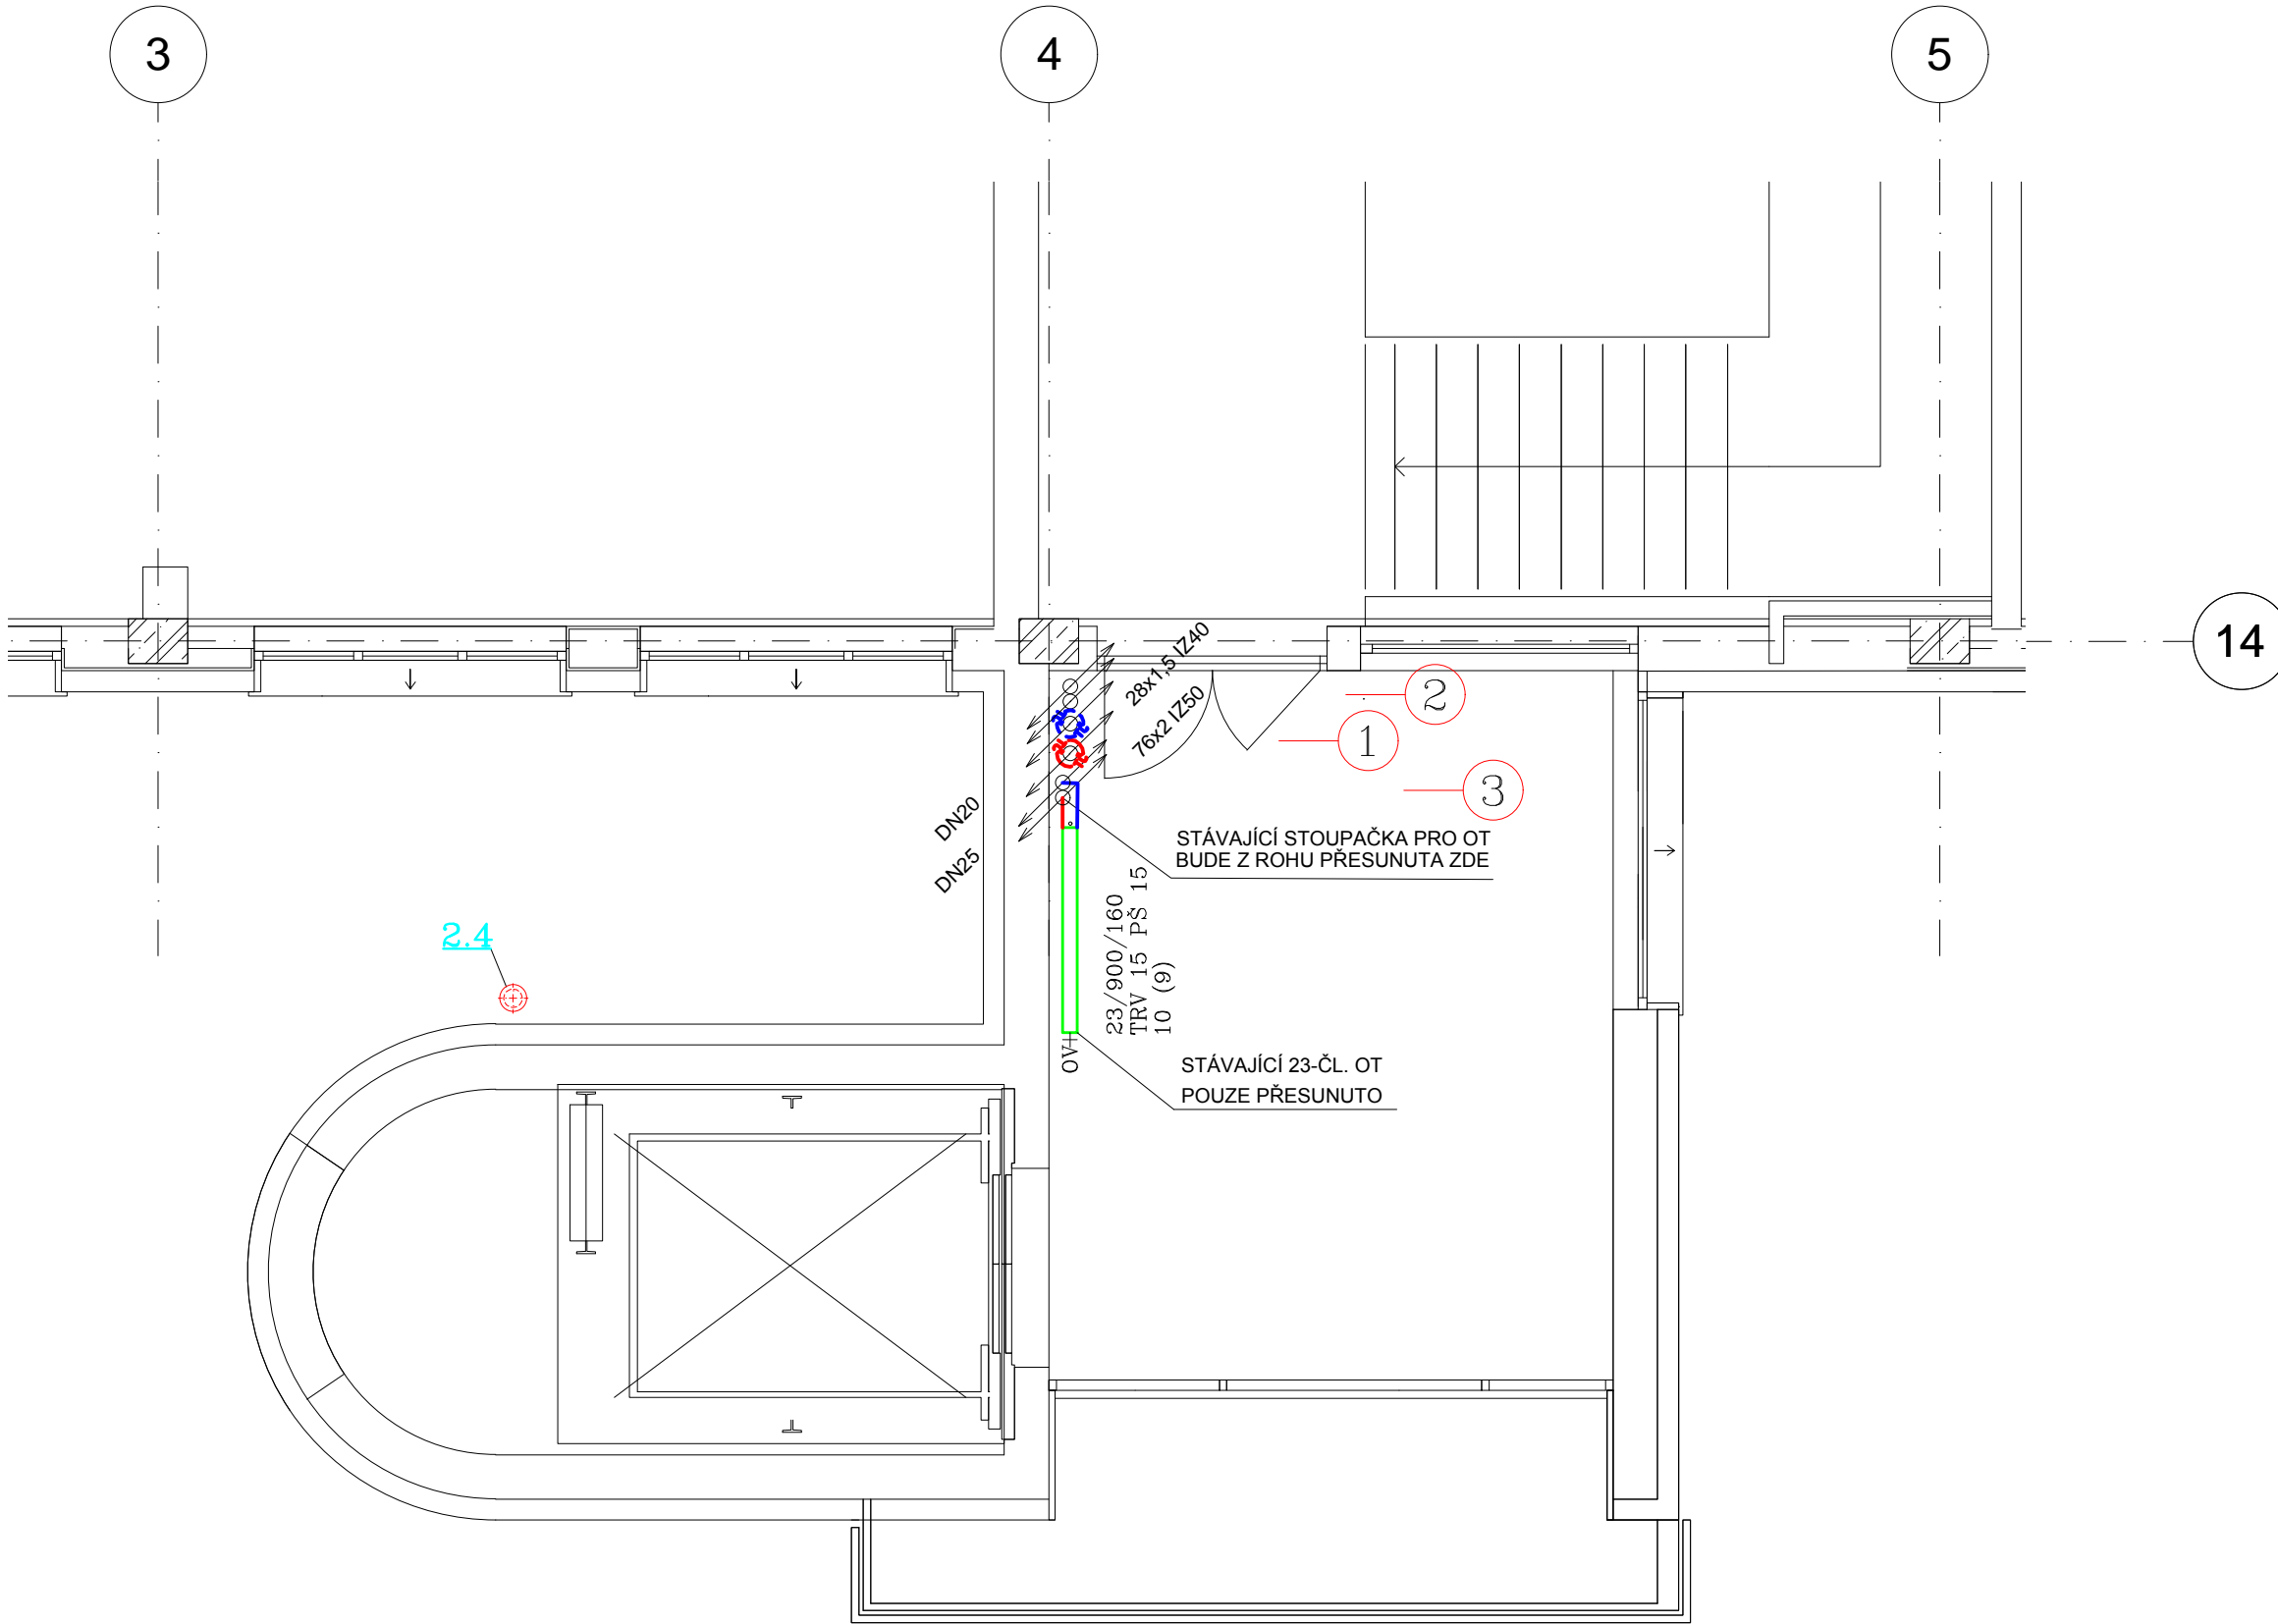 3
4
5
14
28x1,5 IZ40
76x2 IZ50
2
1
3
DN20
DN25
STÁVAJÍCÍ STOUPAČKA PRO OT
BUDE Z ROHU PŘESUNUTA ZDE
23/900/160
TRV 15 PŠ 15
10 (9)
2.4
OV
STÁVAJÍCÍ 23-ČL. OT
POUZE PŘESUNUTO